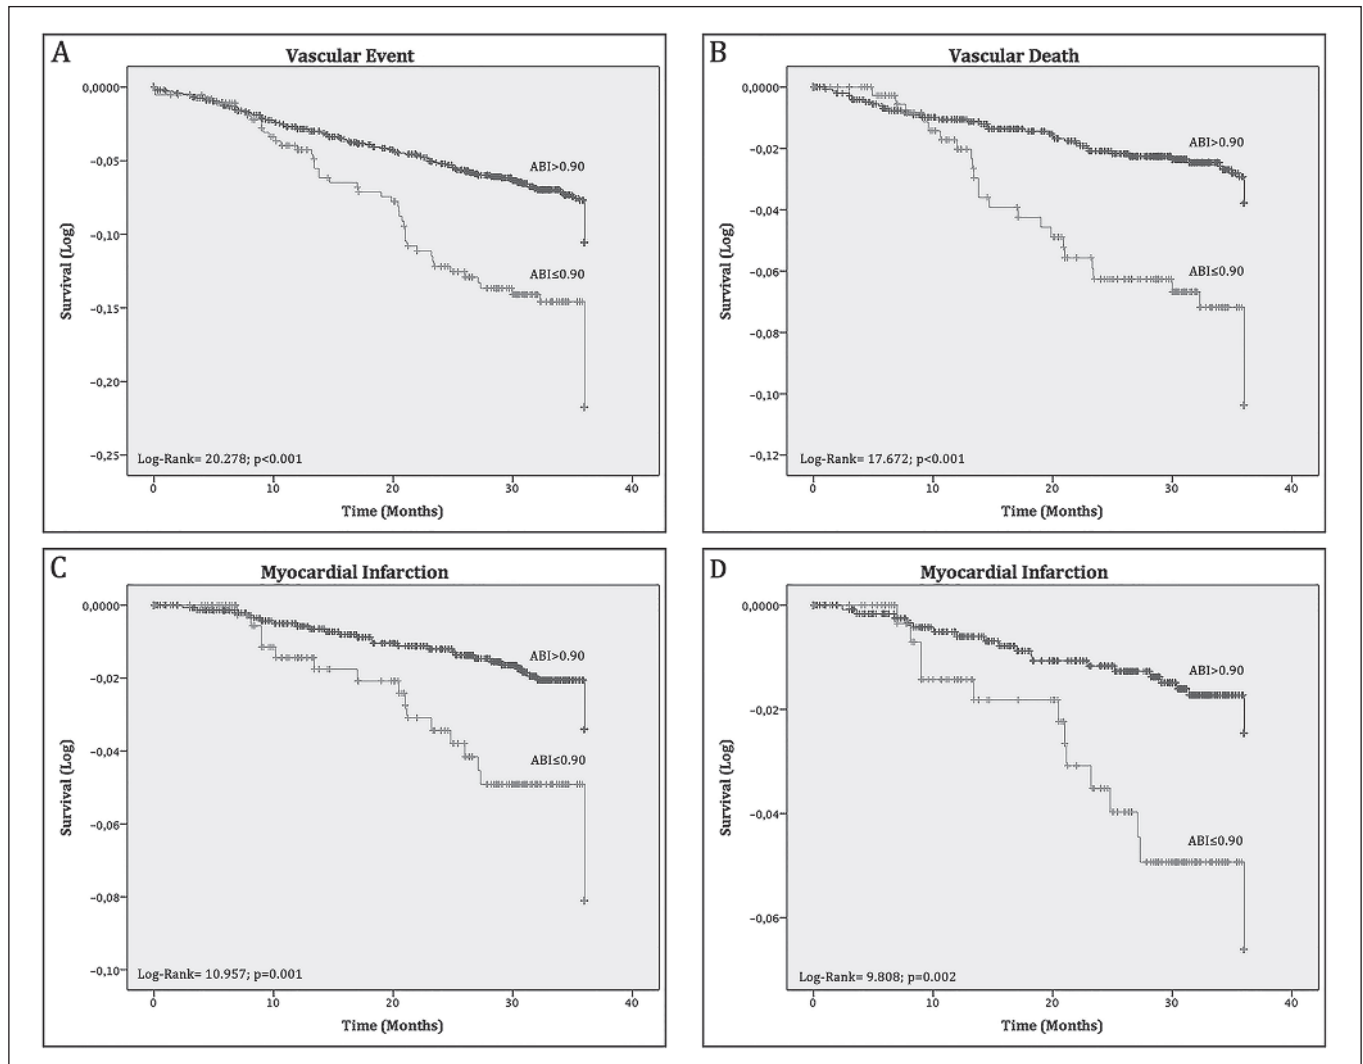 A
Vascular Event
0,0000
−0,05
−0,10
−0,15
−0,20
−0,25
Survival (Log)
ABI>0.90
ABI≤0.90
Log-Rank= 20.278; p<0.001
0 10 20 30 40
Time (Months)
B
Vascular Death
0,0000
−0,02
−0,04
−0,06
−0,08
−0,10
−0,12
Survival (Log)
ABI>0.90
ABI≤0.90
Log-Rank= 17.672; p<0.001
0 10 20 30 40
Time (Months)
C
Myocardial Infarction
0,0000
−0,02
−0,04
−0,06
−0,08
−0,10
Survival (Log)
ABI>0.90
ABI≤0.90
Log-Rank= 10.957; p=0.001
0 10 20 30 40
Time (Months)
D
Myocardial Infarction
0,0000
−0,02
−0,04
−0,06
Survival (Log)
ABI>0.90
ABI≤0.90
Log-Rank= 9.808; p=0.002
0 10 20 30 40
Time (Months)